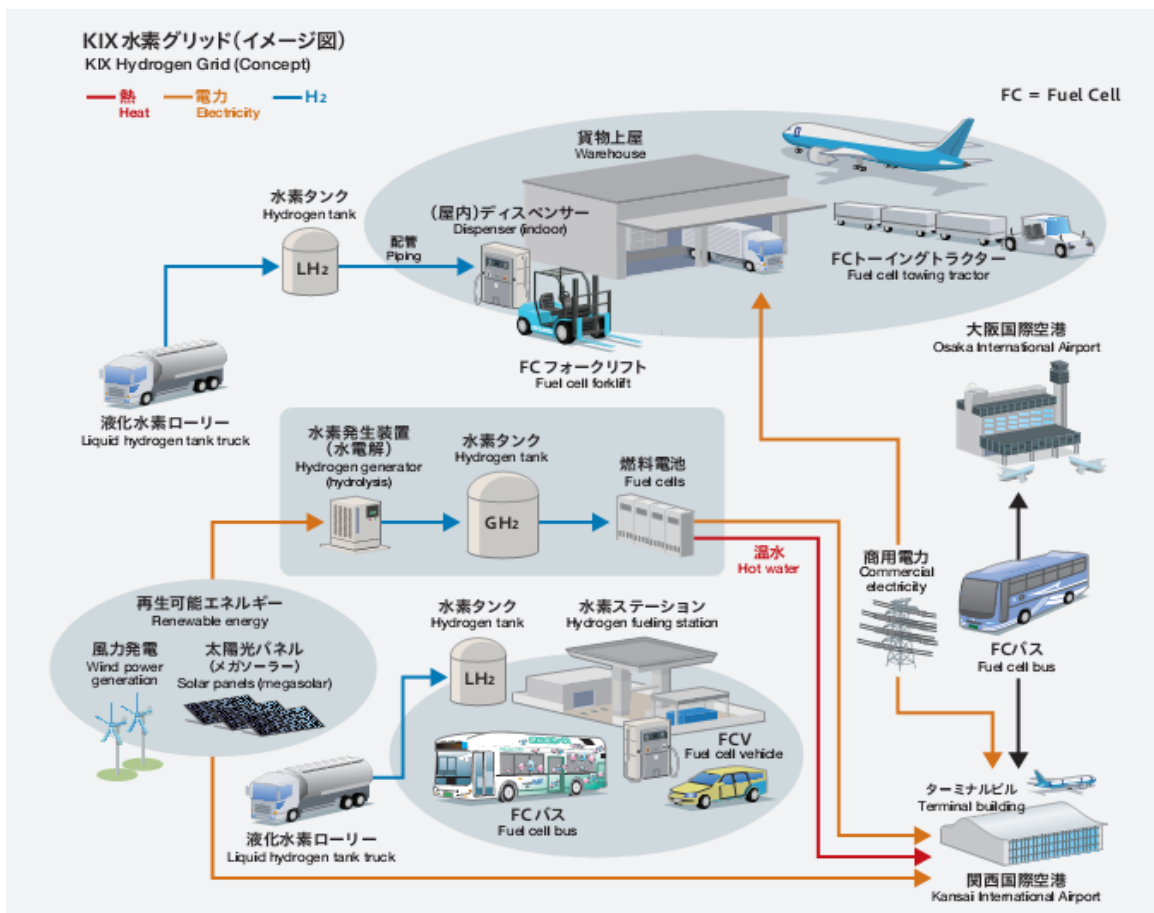 KIX 水素グリッド(イメージ図)
KIX Hydrogen Grid (Concept)
熱
Heat
電力
Electricity
H2
FC = Fuel Cell
貨物上屋
Warehouse
水素タンク
Hydrogen tank
LH2
配管
Piping
(屋内)ディスペンサー
Dispenser (indoor)
FCトーイングトラクター
Fuel cell towing tractor
FCフォークリフト
Fuel cell forklift
液化水素ローリー
Liquid hydrogen tank truck
大阪国際空港
Osaka International Airport
水素発生装置
(水電解)
Hydrogen generator
(hydrolysis)
水素タンク
Hydrogen tank
GH2
燃料電池
Fuel cells
温水
Hot water
商用電力
Commercial
electricity
FCバス
Fuel cell bus
再生可能エネルギー
Renewable energy
風力発電
Wind power
generation
太陽光パネル
(メガソーラー)
Solar panels (megasolar)
水素タンク
Hydrogen tank
LH2
水素ステーション
Hydrogen fueling station
FCV
Fuel cell vehicle
FCバス
Fuel cell bus
液化水素ローリー
Liquid hydrogen tank truck
ターミナルビル
Terminal building
関西国際空港
Kansai International Airport